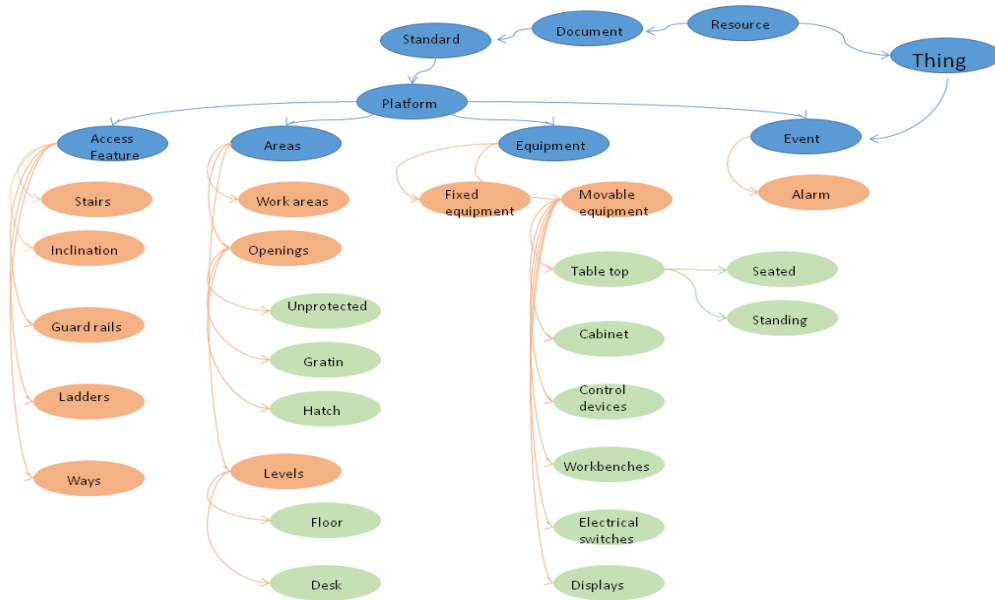 Resource
Document
Standard
Thing
Platform
Access
Feature
Areas
Equipment
Event
Stairs
Work areas
Fixed
equipment
Movable
equipment
Alarm
Inclination
Openings
Table top
Seated
Unprotected
Standing
Guard rails
Cabinet
Gratin
Ladders
Hatch
Control
devices
Ways
Levels
Workbenches
Floor
Electrical
switches
Desk
Displays